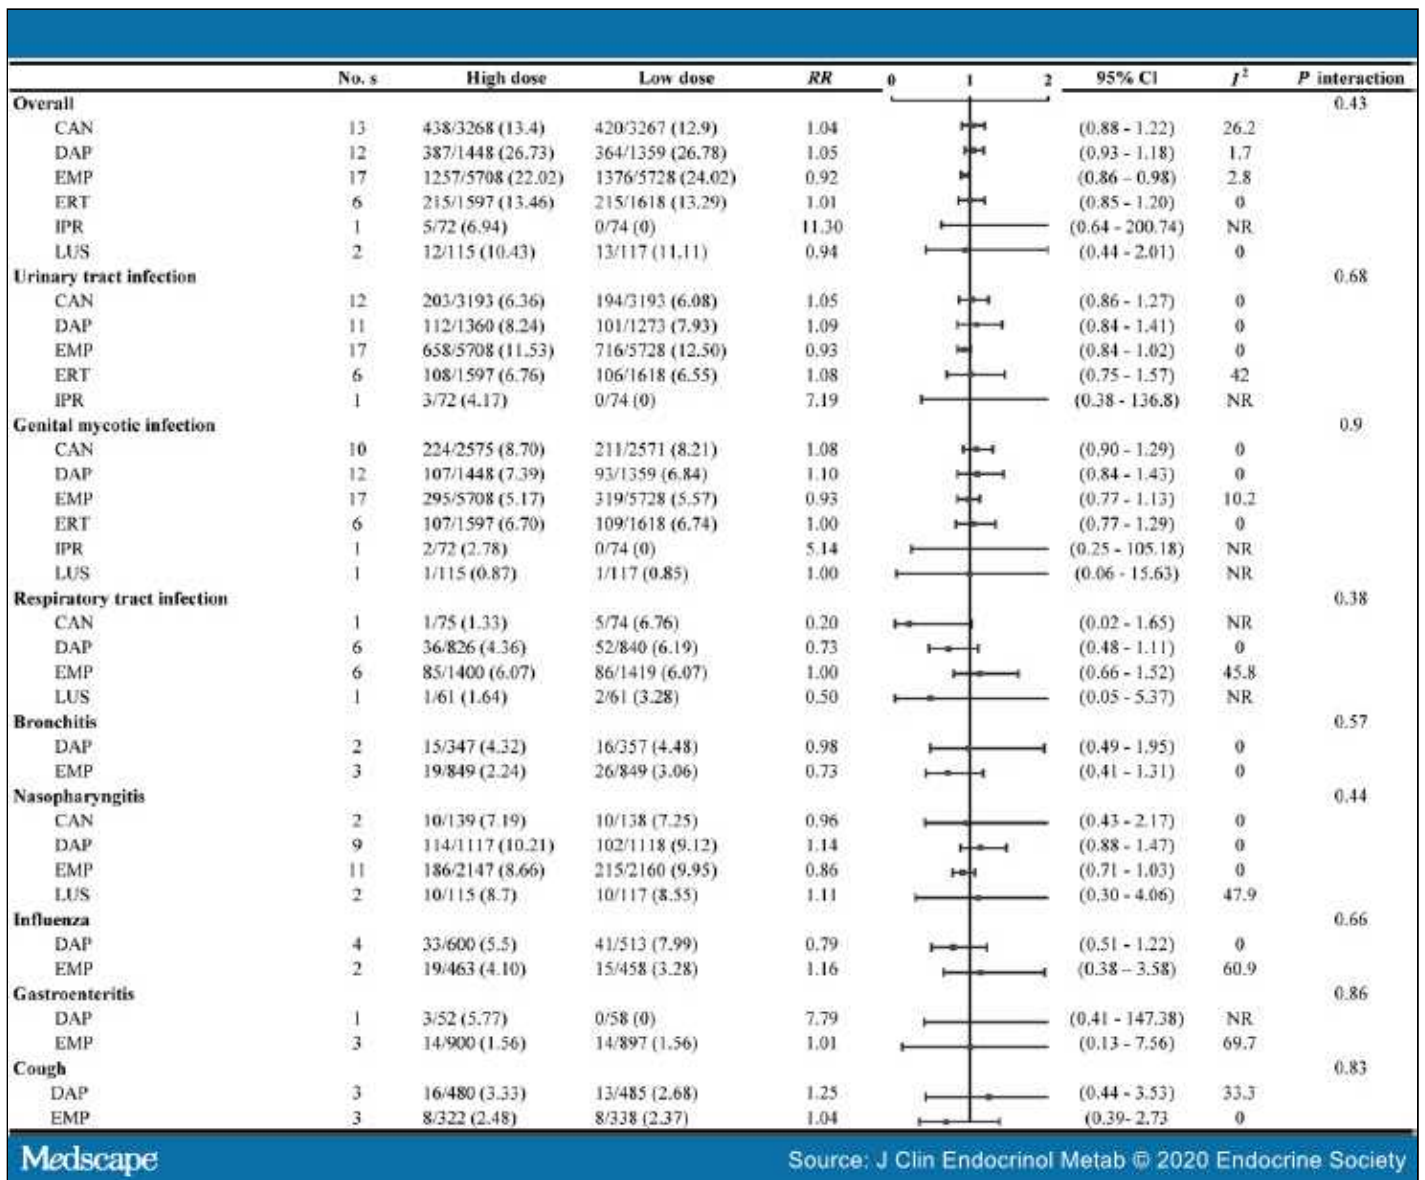 No. s High dose Low dose RR 0 1 2 95% CI I² P interaction
Overall 0.43
CAN 13 438/3268 (13.4) 420/3267 (12.9) 1.04 (0.88 - 1.22) 26.2
DAP 12 387/1448 (26.73) 364/1359 (26.78) 1.05 (0.93 - 1.18) 1.7
EMP 17 1257/5708 (22.02) 1376/5728 (24.02) 0.92 (0.86 – 0.98) 2.8
ERT 6 215/1597 (13.46) 215/1618 (13.29) 1.01 (0.85 - 1.20) 0
IPR 1 5/72 (6.94) 0/74 (0) 11.30 (0.64 - 200.74) NR
LUS 2 12/115 (10.43) 13/117 (11.11) 0.94 (0.44 - 2.01) 0
Urinary tract infection 0.68
CAN 12 203/3193 (6.36) 194/3193 (6.08) 1.05 (0.86 - 1.27) 0
DAP 11 112/1360 (8.24) 101/1273 (7.93) 1.09 (0.84 - 1.41) 0
EMP 17 658/5708 (11.53) 716/5728 (12.50) 0.93 (0.84 - 1.02) 0
ERT 6 108/1597 (6.76) 106/1618 (6.55) 1.08 (0.75 - 1.57) 42
IPR 1 3/72 (4.17) 0/74 (0) 7.19 (0.38 - 136.8) NR
Genital mycotic infection 0.9
CAN 10 224/2575 (8.70) 211/2571 (8.21) 1.08 (0.90 - 1.29) 0
DAP 12 107/1448 (7.39) 93/1359 (6.84) 1.10 (0.84 - 1.43) 0
EMP 17 295/5708 (5.17) 319/5728 (5.57) 0.93 (0.77 - 1.13) 10.2
ERT 6 107/1597 (6.70) 109/1618 (6.74) 1.00 (0.77 - 1.29) 0
IPR 1 2/72 (2.78) 0/74 (0) 5.14 (0.25 - 105.18) NR
LUS 1 1/115 (0.87) 1/117 (0.85) 1.00 (0.06 - 15.63) NR
Respiratory tract infection 0.38
CAN 1 1/75 (1.33) 5/74 (6.76) 0.20 (0.02 - 1.65) NR
DAP 6 36/826 (4.36) 52/840 (6.19) 0.73 (0.48 - 1.11) 0
EMP 6 85/1400 (6.07) 86/1419 (6.07) 1.00 (0.66 - 1.52) 45.8
LUS 1 1/61 (1.64) 2/61 (3.28) 0.50 (0.05 - 5.37) NR
Bronchitis 0.57
DAP 2 15/347 (4.32) 16/357 (4.48) 0.98 (0.49 - 1.95) 0
EMP 3 19/849 (2.24) 26/849 (3.06) 0.73 (0.41 - 1.31) 0
Nasopharyngitis 0.44
CAN 2 10/139 (7.19) 10/138 (7.25) 0.96 (0.43 - 2.17) 0
DAP 9 114/1117 (10.21) 102/1118 (9.12) 1.14 (0.88 - 1.47) 0
EMP 11 186/2147 (8.66) 215/2160 (9.95) 0.86 (0.71 - 1.03) 0
LUS 2 10/115 (8.7) 10/117 (8.55) 1.11 (0.30 - 4.06) 47.9
Influenza 0.66
DAP 4 33/600 (5.5) 41/513 (7.99) 0.79 (0.51 - 1.22) 0
EMP 2 19/463 (4.10) 15/458 (3.28) 1.16 (0.38 – 3.58) 60.9
Gastroenteritis 0.86
DAP 1 3/52 (5.77) 0/58 (0) 7.79 (0.41 - 147.38) NR
EMP 3 14/900 (1.56) 14/897 (1.56) 1.01 (0.13 - 7.56) 69.7
Cough 0.83
DAP 3 16/480 (3.33) 13/485 (2.68) 1.25 (0.44 - 3.53) 33.3
EMP 3 8/322 (2.48) 8/338 (2.37) 1.04 (0.39- 2.73 0
Medscape Source: J Clin Endocrinol Metab © 2020 Endocrine Society